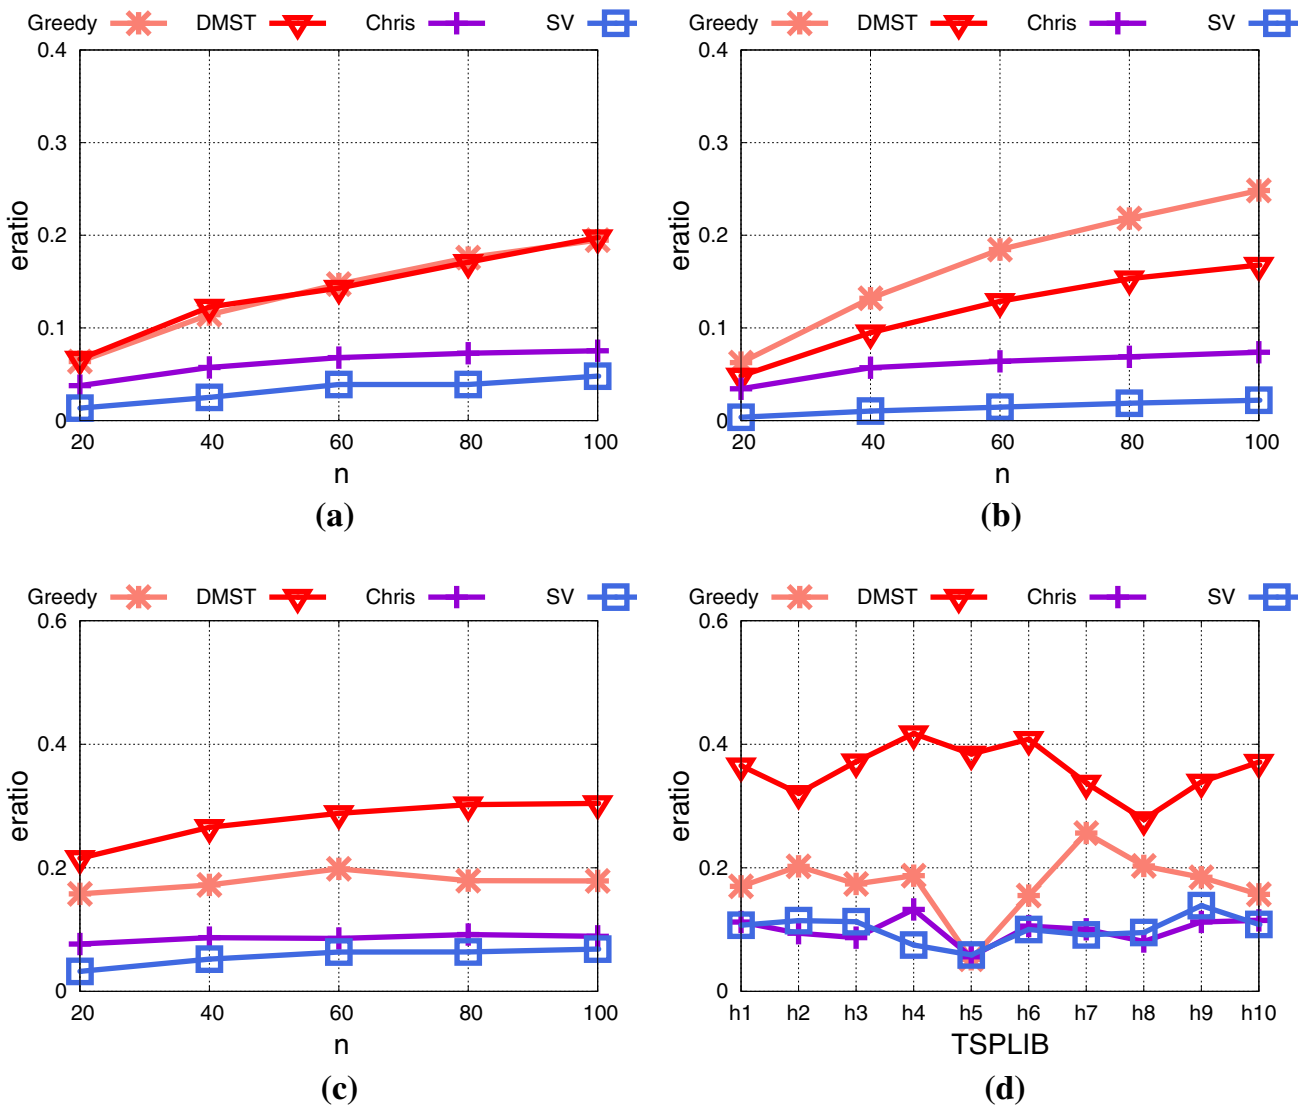 Greedy DMST Chris SV
0.4
0.3
0.2
0.1
0
eratio
20 40 60 80 100
n
(a)
Greedy DMST Chris SV
0.4
0.3
0.2
0.1
0
eratio
20 40 60 80 100
n
(b)
Greedy DMST Chris SV
0.6
0.4
0.2
0
eratio
20 40 60 80 100
n
(c)
Greedy DMST Chris SV
0.6
0.4
0.2
0
eratio
h1 h2 h3 h4 h5 h6 h7 h8 h9 h10
TSPLIB
(d)